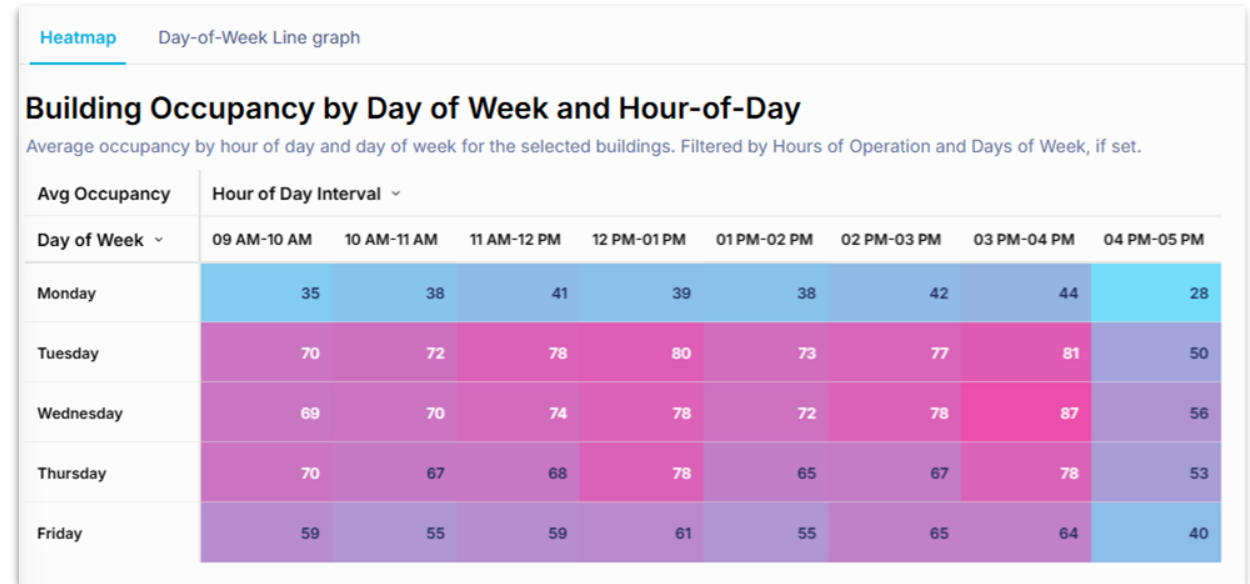 Heatmap Day-of-Week Line graph
Building Occupancy by Day of Week and Hour-of-Day
Average occupancy by hour of day and day of week for the selected buildings. Filtered by Hours of Operation and Days of Week, if set.
Avg Occupancy Hour of Day Interval
Day of Week 09 AM-10 AM 10 AM-11 AM 11 AM-12 PM 12 PM-01 PM 01 PM-02 PM 02 PM-03 PM 03 PM-04 PM 04 PM-05 PM
Monday 35 38 41 39 38 42 44 28
Tuesday 70 72 78 80 73 77 81 50
Wednesday 69 70 74 78 72 78 87 56
Thursday 70 67 68 78 65 67 78 53
Friday 59 55 59 61 55 65 64 40